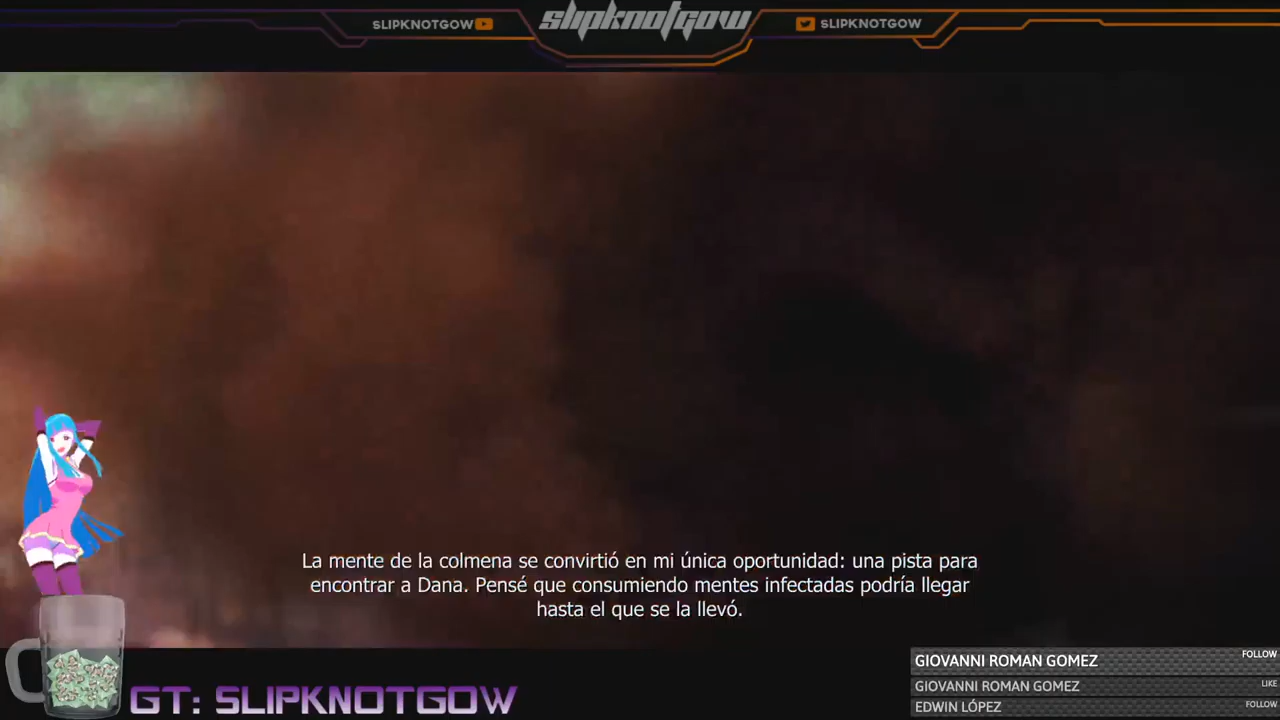 SLIPKNOTGOW
slipknotgow
SLIPKNOTGOW
La mente de la colmena se convirtió en mi única oportunidad: una pista para
encontrar a Dana. Pensé que consumiendo mentes infectadas podría llegar
hasta el que se la llevó.
GIOVANNI ROMAN GOMEZ FOLLOW
GIOVANNI ROMAN GOMEZ LIKE
EDWIN LÓPEZ FOLLOW
GT: SLIPKNOTGOW